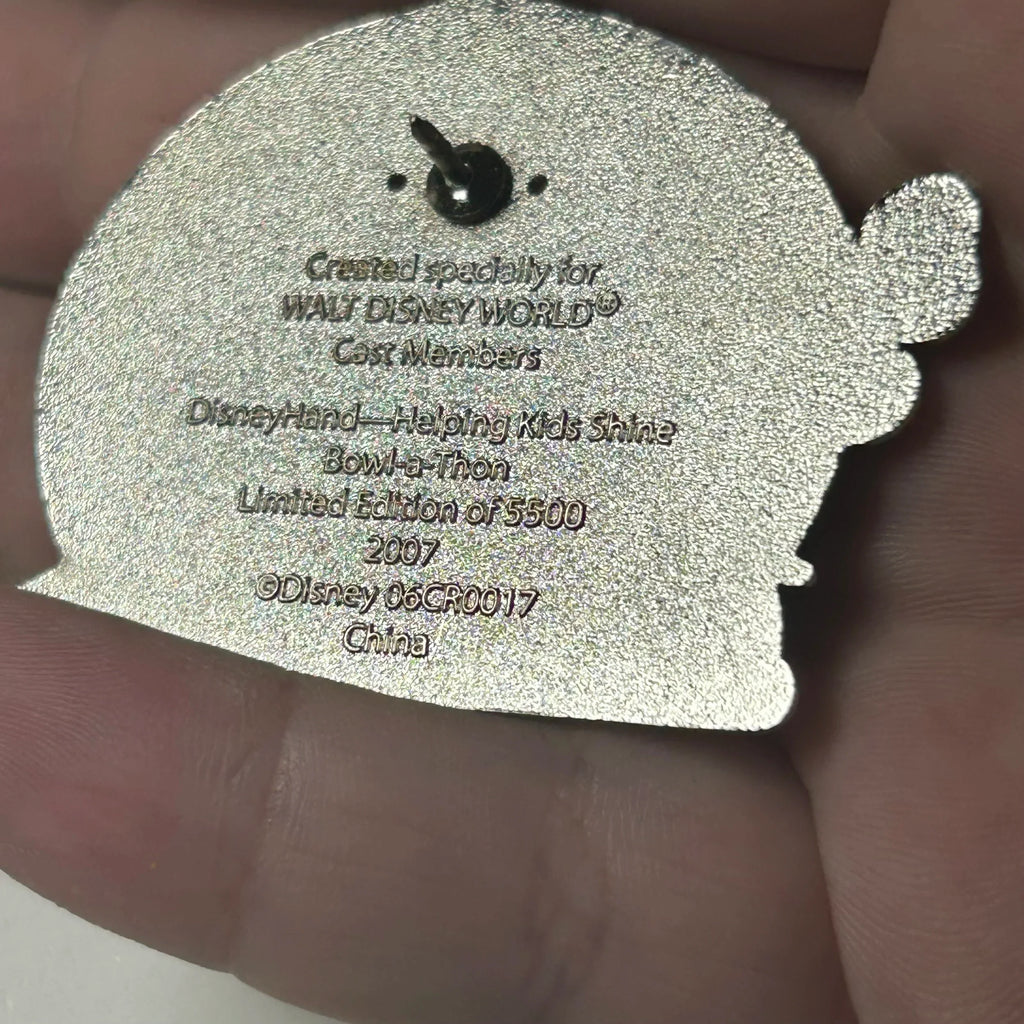 Created specially for
WALT DISNEY WORLD®
Cast Members
DisneyHand—Helping Kids Shine
Bowl-a-Thon
Limited Edition of 5500
2007
©Disney 06CR0017
China